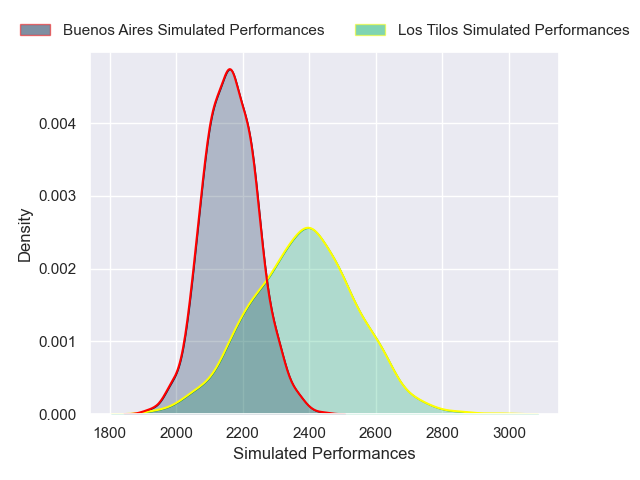 Buenos Aires Simulated Performances
Los Tilos Simulated Performances
0.004
0.003
0.002
0.001
0.000
Density
1800 2000 2200 2400 2600 2800 3000
Simulated Performances